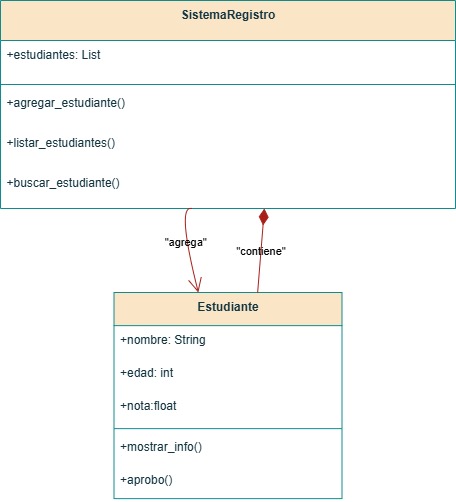 SistemaRegistro
+estudiantes: List
+agregar_estudiante()
+listar_estudiantes()
+buscar_estudiante()
"agrega"
"contiene"
Estudiante
+nombre: String
+edad: int
+nota:float
+mostrar_info()
+aprobo()